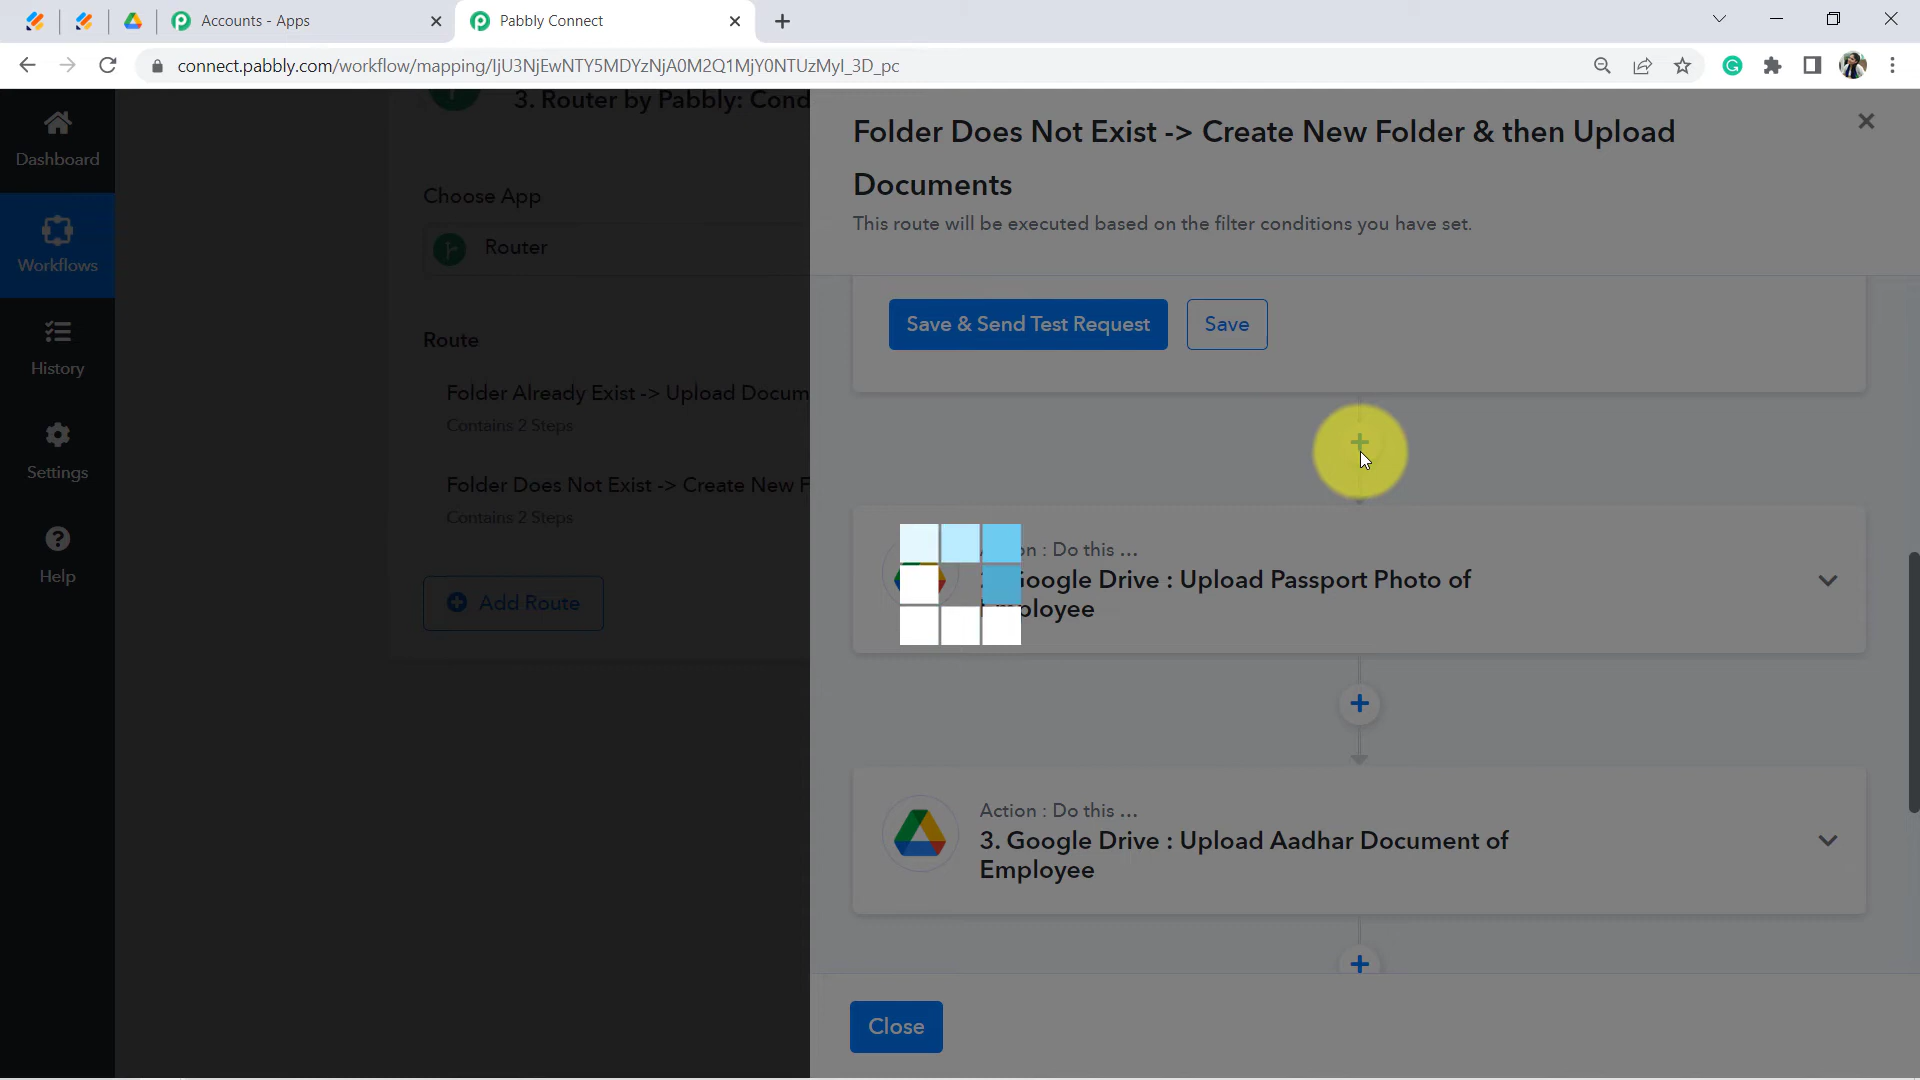 Accounts - Apps
Pabbly Connect
connect.pabbly.com/workflow/mapping/IjU3NjEwNTY5MDYzNjA0M2Q1MjY0NTUzMyI_3D_pc
Dashboard
Workflows
History
Settings
Help
3. Router by Pabbly: Cond
Choose App
Router
Route
Folder Already Exist -> Upload Docum
Contains 2 Steps
Folder Does Not Exist -> Create New F
Contains 2 Steps
Add Route
Folder Does Not Exist -> Create New Folder & then Upload
Documents
This route will be executed based on the filter conditions you have set.
Save & Send Test Request
Save
on : Do this ...
Google Drive : Upload Passport Photo of
ployee
Action : Do this ...
3. Google Drive : Upload Aadhar Document of
Employee
Close